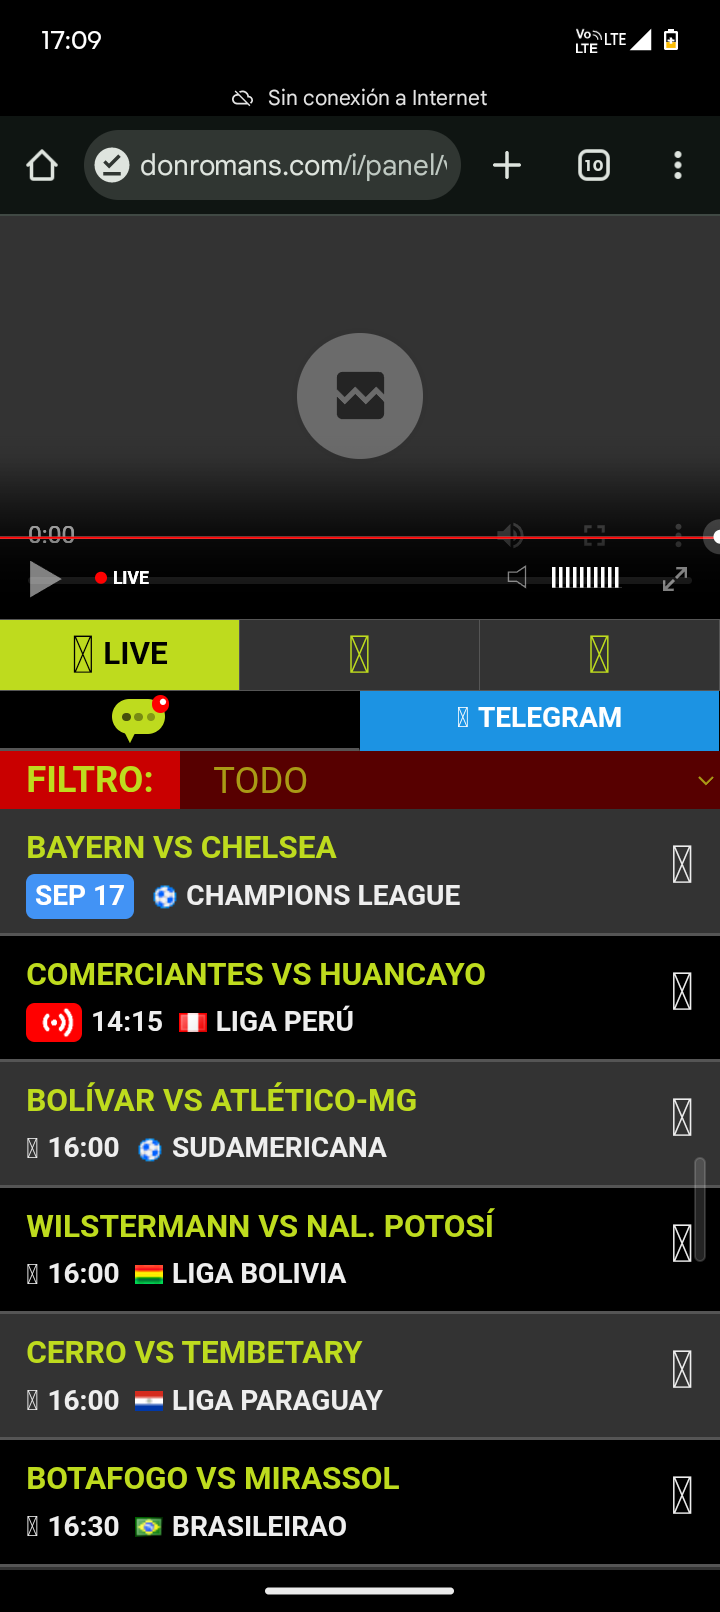 17:09
Vo LTE LTE
Sin conexión a Internet
donromans.com/i/panel/
10
0:00
LIVE
LIVE
TELEGRAM
FILTRO: TODO
BAYERN VS CHELSEA
SEP 17 CHAMPIONS LEAGUE
COMERCIANTES VS HUANCAYO
14:15 LIGA PERÚ
BOLÍVAR VS ATLÉTICO-MG
16:00 SUDAMERICANA
WILSTERMANN VS NAL. POTOSÍ
16:00 LIGA BOLIVIA
CERRO VS TEMBETARY
16:00 LIGA PARAGUAY
BOTAFOGO VS MIRASSOL
16:30 BRASILEIRAO